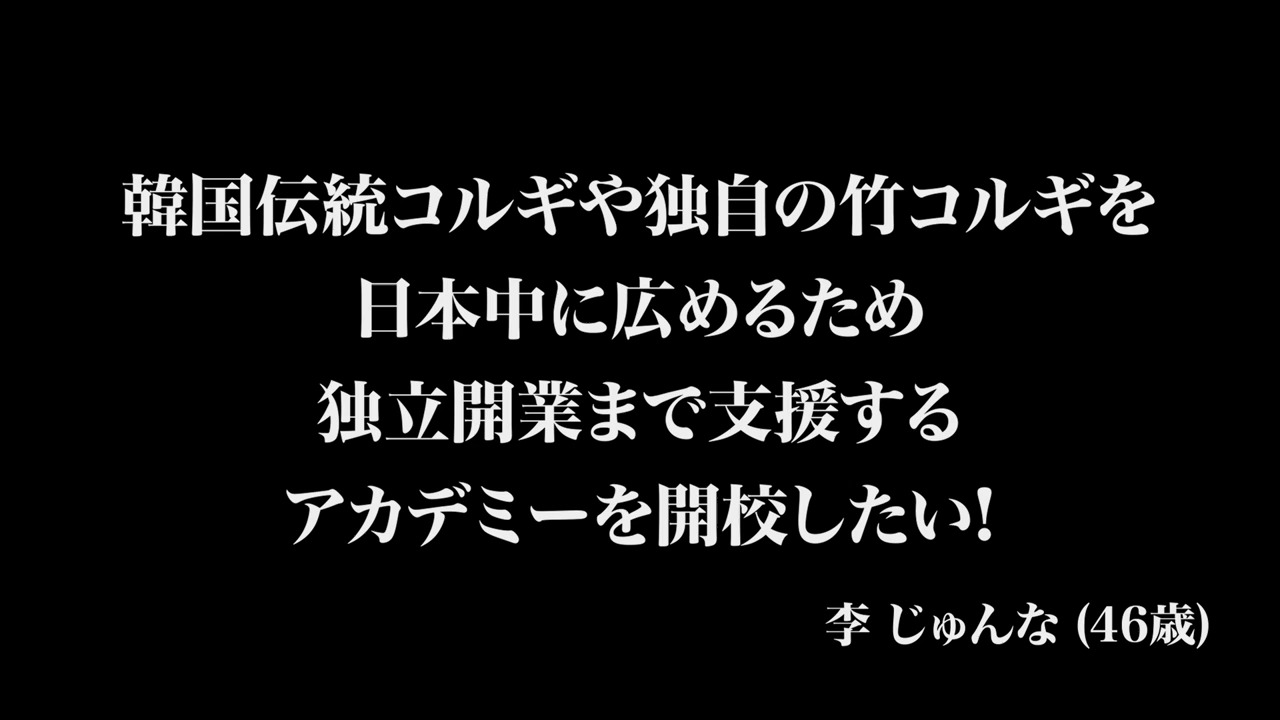 韓国伝統コルギや独自の竹コルギを
日本中に広めるため
独立開業まで支援する
アカデミーを開校したい!
李 じゅんな (46歳)